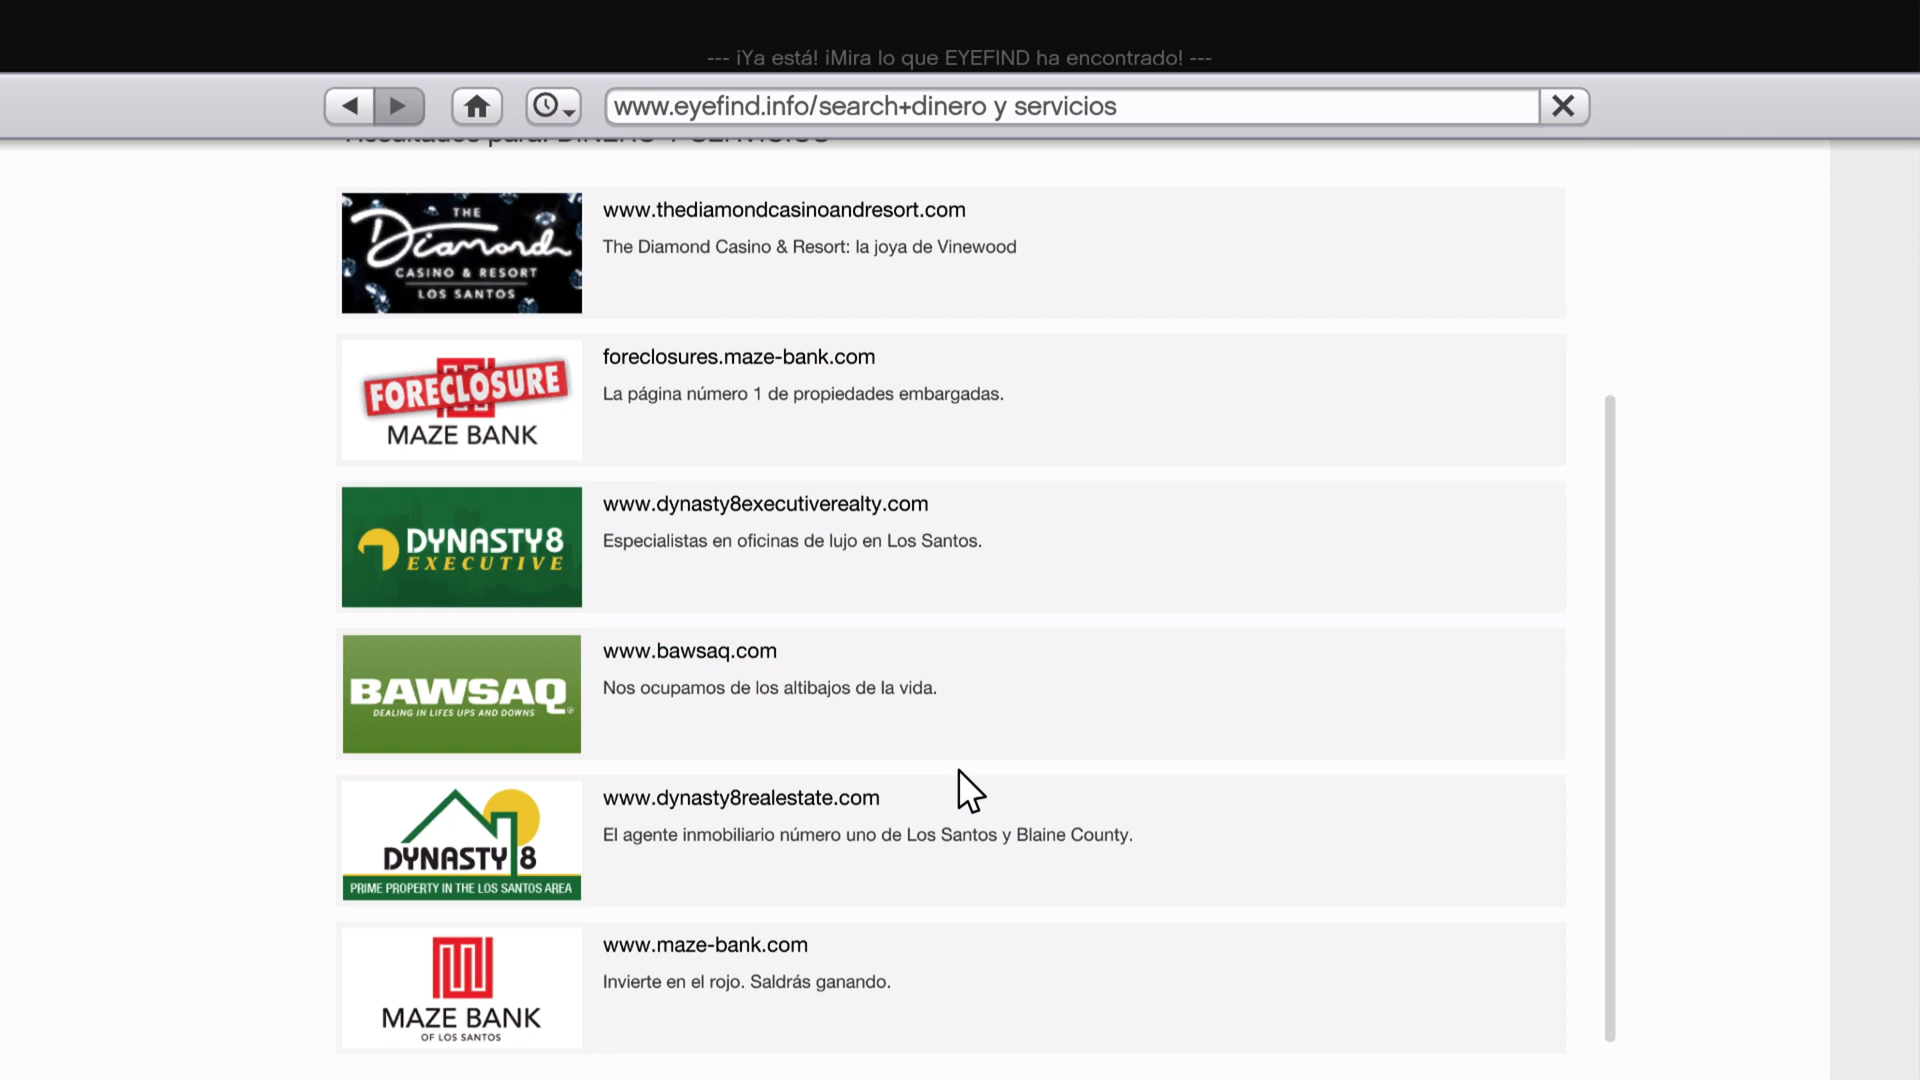 --- ¡Ya está! ¡Mira lo que EYEFIND ha encontrado! ---
www.eyefind.info/search+dinero y servicios
Resultados para: DINERO Y SERVICIOS
THE
Diamond
CASINO & RESORT
LOS SANTOS
www.thediamondcasinoandresort.com
The Diamond Casino & Resort: la joya de Vinewood
FORECLOSURE
MAZE BANK
foreclosures.maze-bank.com
La página número 1 de propiedades embargadas.
DYNASTY8
EXECUTIVE
www.dynasty8executiverealty.com
Especialistas en oficinas de lujo en Los Santos.
BAWSAQ
DEALING IN LIFES UPS AND DOWNS
www.bawsaq.com
Nos ocupamos de los altibajos de la vida.
DYNASTY 8
PRIME PROPERTY IN THE LOS SANTOS AREA
www.dynasty8realestate.com
El agente inmobiliario número uno de Los Santos y Blaine County.
MAZE BANK
OF LOS SANTOS
www.maze-bank.com
Invierte en el rojo. Saldrás ganando.